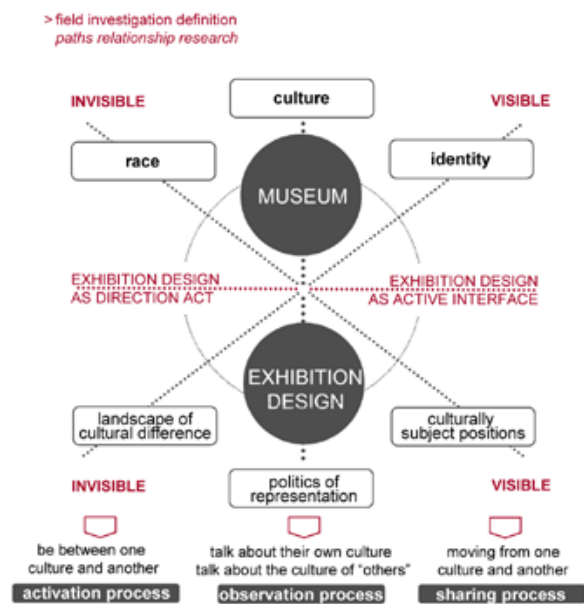 > field investigation definition
paths relationship research
INVISIBLE
culture
VISIBLE
race
identity
MUSEUM
EXHIBITION DESIGN
AS DIRECTION ACT
EXHIBITION DESIGN
AS ACTIVE INTERFACE
EXHIBITION
DESIGN
landscape of
cultural difference
culturally
subject positions
INVISIBLE
politics of
representation
VISIBLE
be between one
culture and another
activation process
talk about their own culture
talk about the culture of "others"
observation process
moving from one
culture and another
sharing process